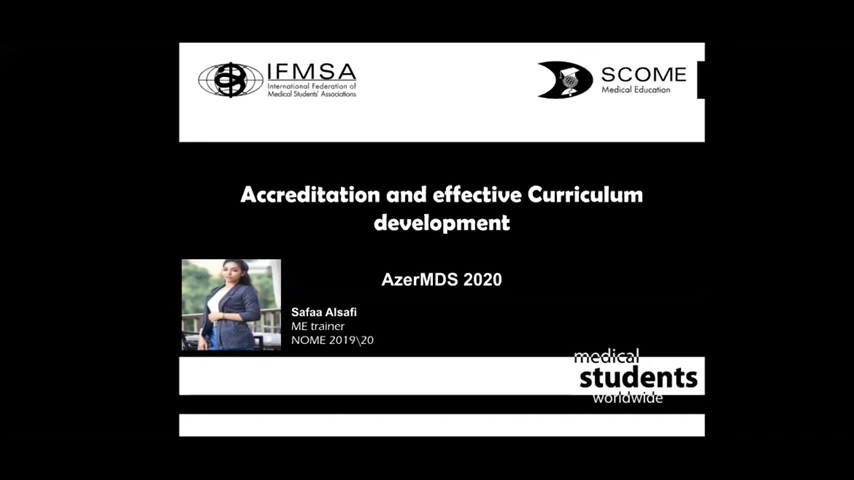 IFMSA
International Federation of
Medical Students' Associations
SCOME
Medical Education
Accreditation and effective Curriculum
development
AzerMDS 2020
Safaa Alsafi
ME trainer
NOME 2019\20
medical
students
worldwide